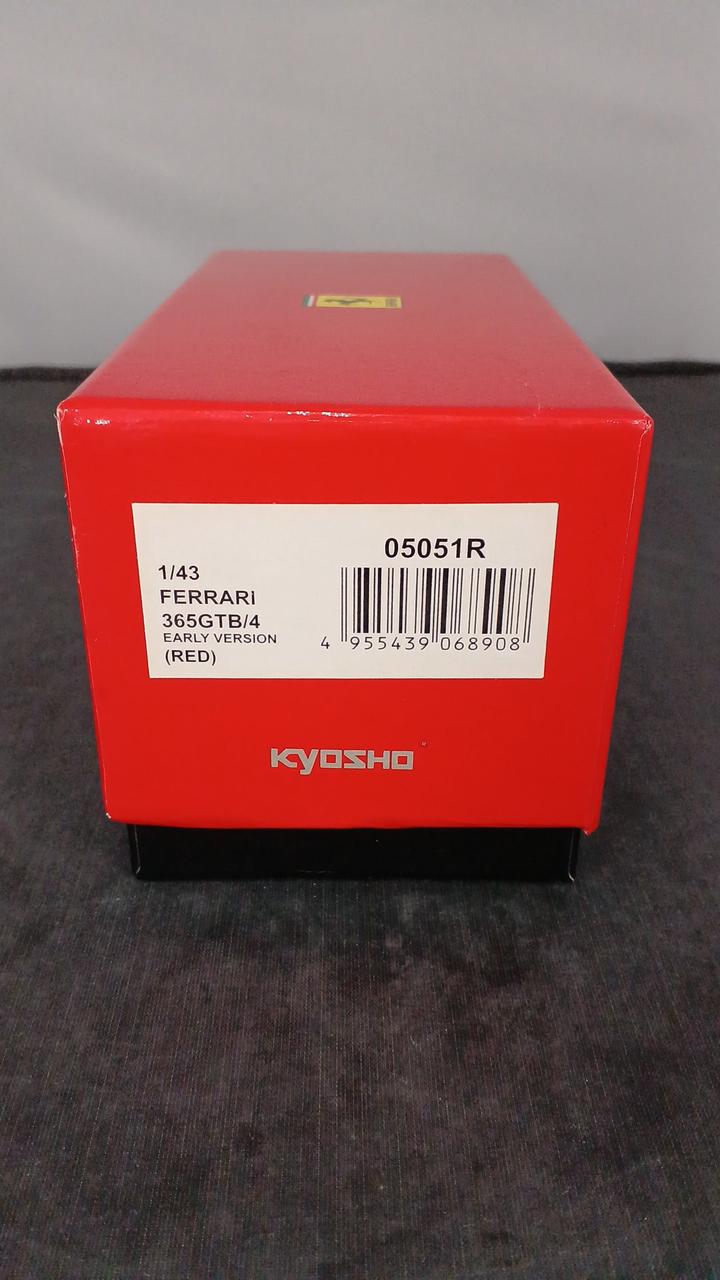 05051R
1/43
FERRARI
365GTB/4
EARLY VERSION
(RED)
4 955439 068908
KYOSHO